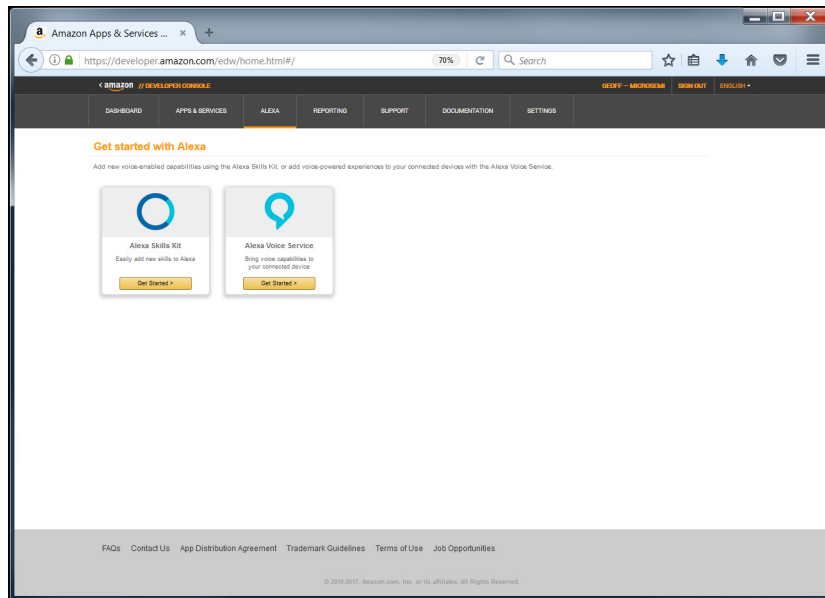 Amazon Apps & Services ...
https://developer.amazon.com/edw/home.html#/
70%
Search
amazon // DEVELOPER CONSOLE
GEOFF – MICROSEMI SIGN OUT ENGLISH
DASHBOARD APPS & SERVICES ALEXA REPORTING SUPPORT DOCUMENTATION SETTINGS
Get started with Alexa
Add new voice-enabled capabilities using the Alexa Skills Kit, or add voice-powered experiences to your connected devices with the Alexa Voice Service.
Alexa Skills Kit
Easily add new skills to Alexa
Get Started >
Alexa Voice Service
Bring voice capabilities to
your connected device
Get Started >
FAQs Contact Us App Distribution Agreement Trademark Guidelines Terms of Use Job Opportunities
© 2010-2017, Amazon.com, Inc. or its affiliates. All Rights Reserved.